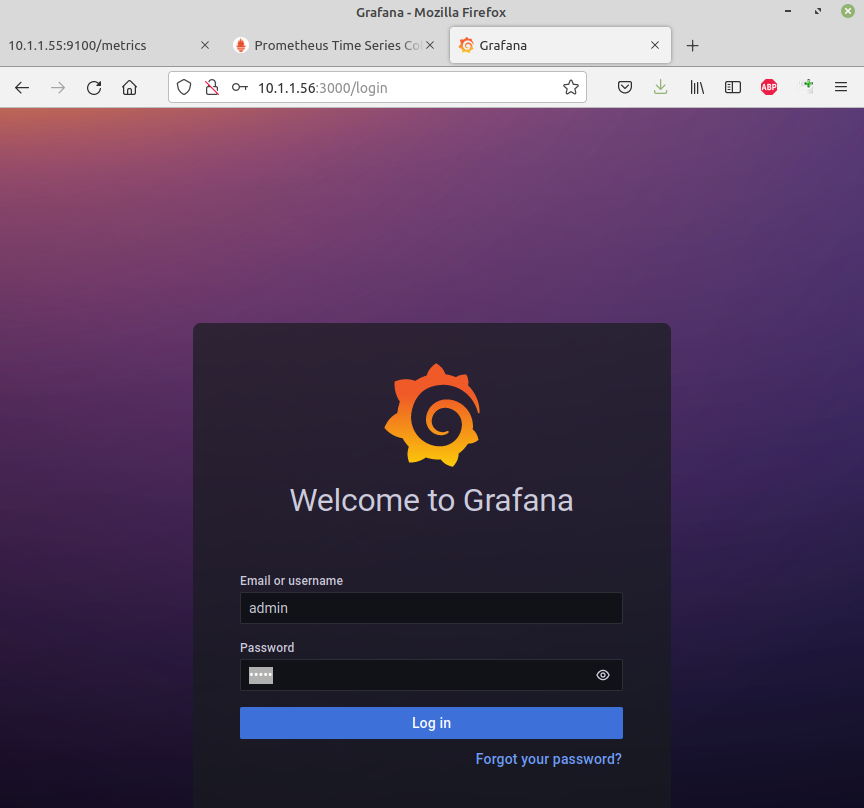 Grafana - Mozilla Firefox
10.1.1.55:9100/metrics
Prometheus Time Series Col
Grafana
10.1.1.56:3000/login
ABP
Welcome to Grafana
Email or username
admin
Password
•••••
Log in
Forgot your password?